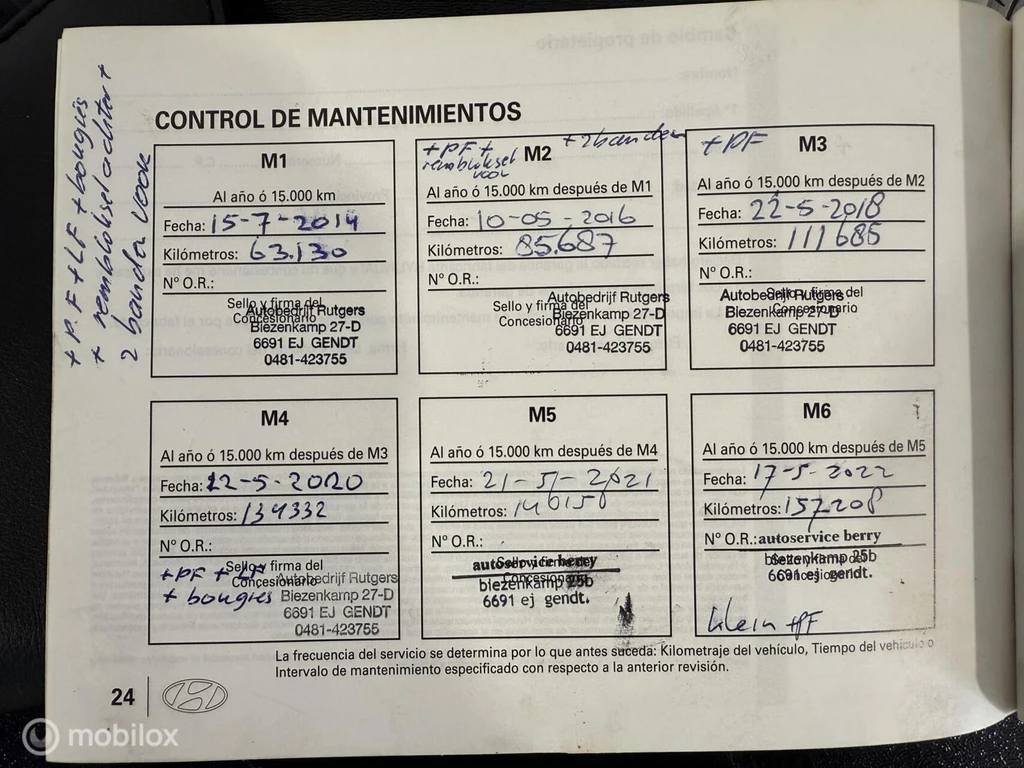 + P.F + LF + bougies
+ remblokset achter +
2 banden voor
CONTROL DE MANTENIMIENTOS
M1
Al año ó 15.000 km
Fecha: 15-7-2014
Kilómetros: 63.130
Nº O.R.:
Sello y firma del
Concesionario
Autobedrijf Rutgers
Biezenkamp 27-D
6691 EJ GENDT
0481-423755
+ PF + + 2 banden
remblokset
voor
M2
Al año ó 15.000 km después de M1
Fecha: 10-05-2016
Kilómetros: 85.687
Nº O.R.:
Sello y firma del
Concesionario
Autobedrijf Rutgers
Biezenkamp 27-D
6691 EJ GENDT
0481-423755
+ PF
M3
Al año ó 15.000 km después de M2
Fecha: 22-5-2018
Kilómetros: 111685
Nº O.R.:
Sello y firma del
Concesionario
Autobedrijf Rutgers
Biezenkamp 27-D
6691 EJ GENDT
0481-423755
M4
Al año ó 15.000 km después de M3
Fecha: 12-5-2020
Kilómetros: 134332
Nº O.R.:
Sello y firma del
Concesionario
+ PF + LF
+ bougies
Autobedrijf Rutgers
Biezenkamp 27-D
6691 EJ GENDT
0481-423755
M5
Al año ó 15.000 km después de M4
Fecha: 21-5-2021
Kilómetros: 146150
Nº O.R.:
Sello y firma del
Concesionario
autoservice berry
biezenkamp 25b
6691 ej gendt.
M6
Al año ó 15.000 km después de M5
Fecha: 17-5-2022
Kilómetros: 157208
Nº O.R.:
autoservice berry
Sello y firma del
Concesionario
biezenkamp 25b
6691 ej gendt.
klein + PF
La frecuencia del servicio se determina por lo que antes suceda: Kilometraje del vehículo, Tiempo del vehículo o
Intervalo de mantenimiento especificado con respecto a la anterior revisión.
24
mobilox